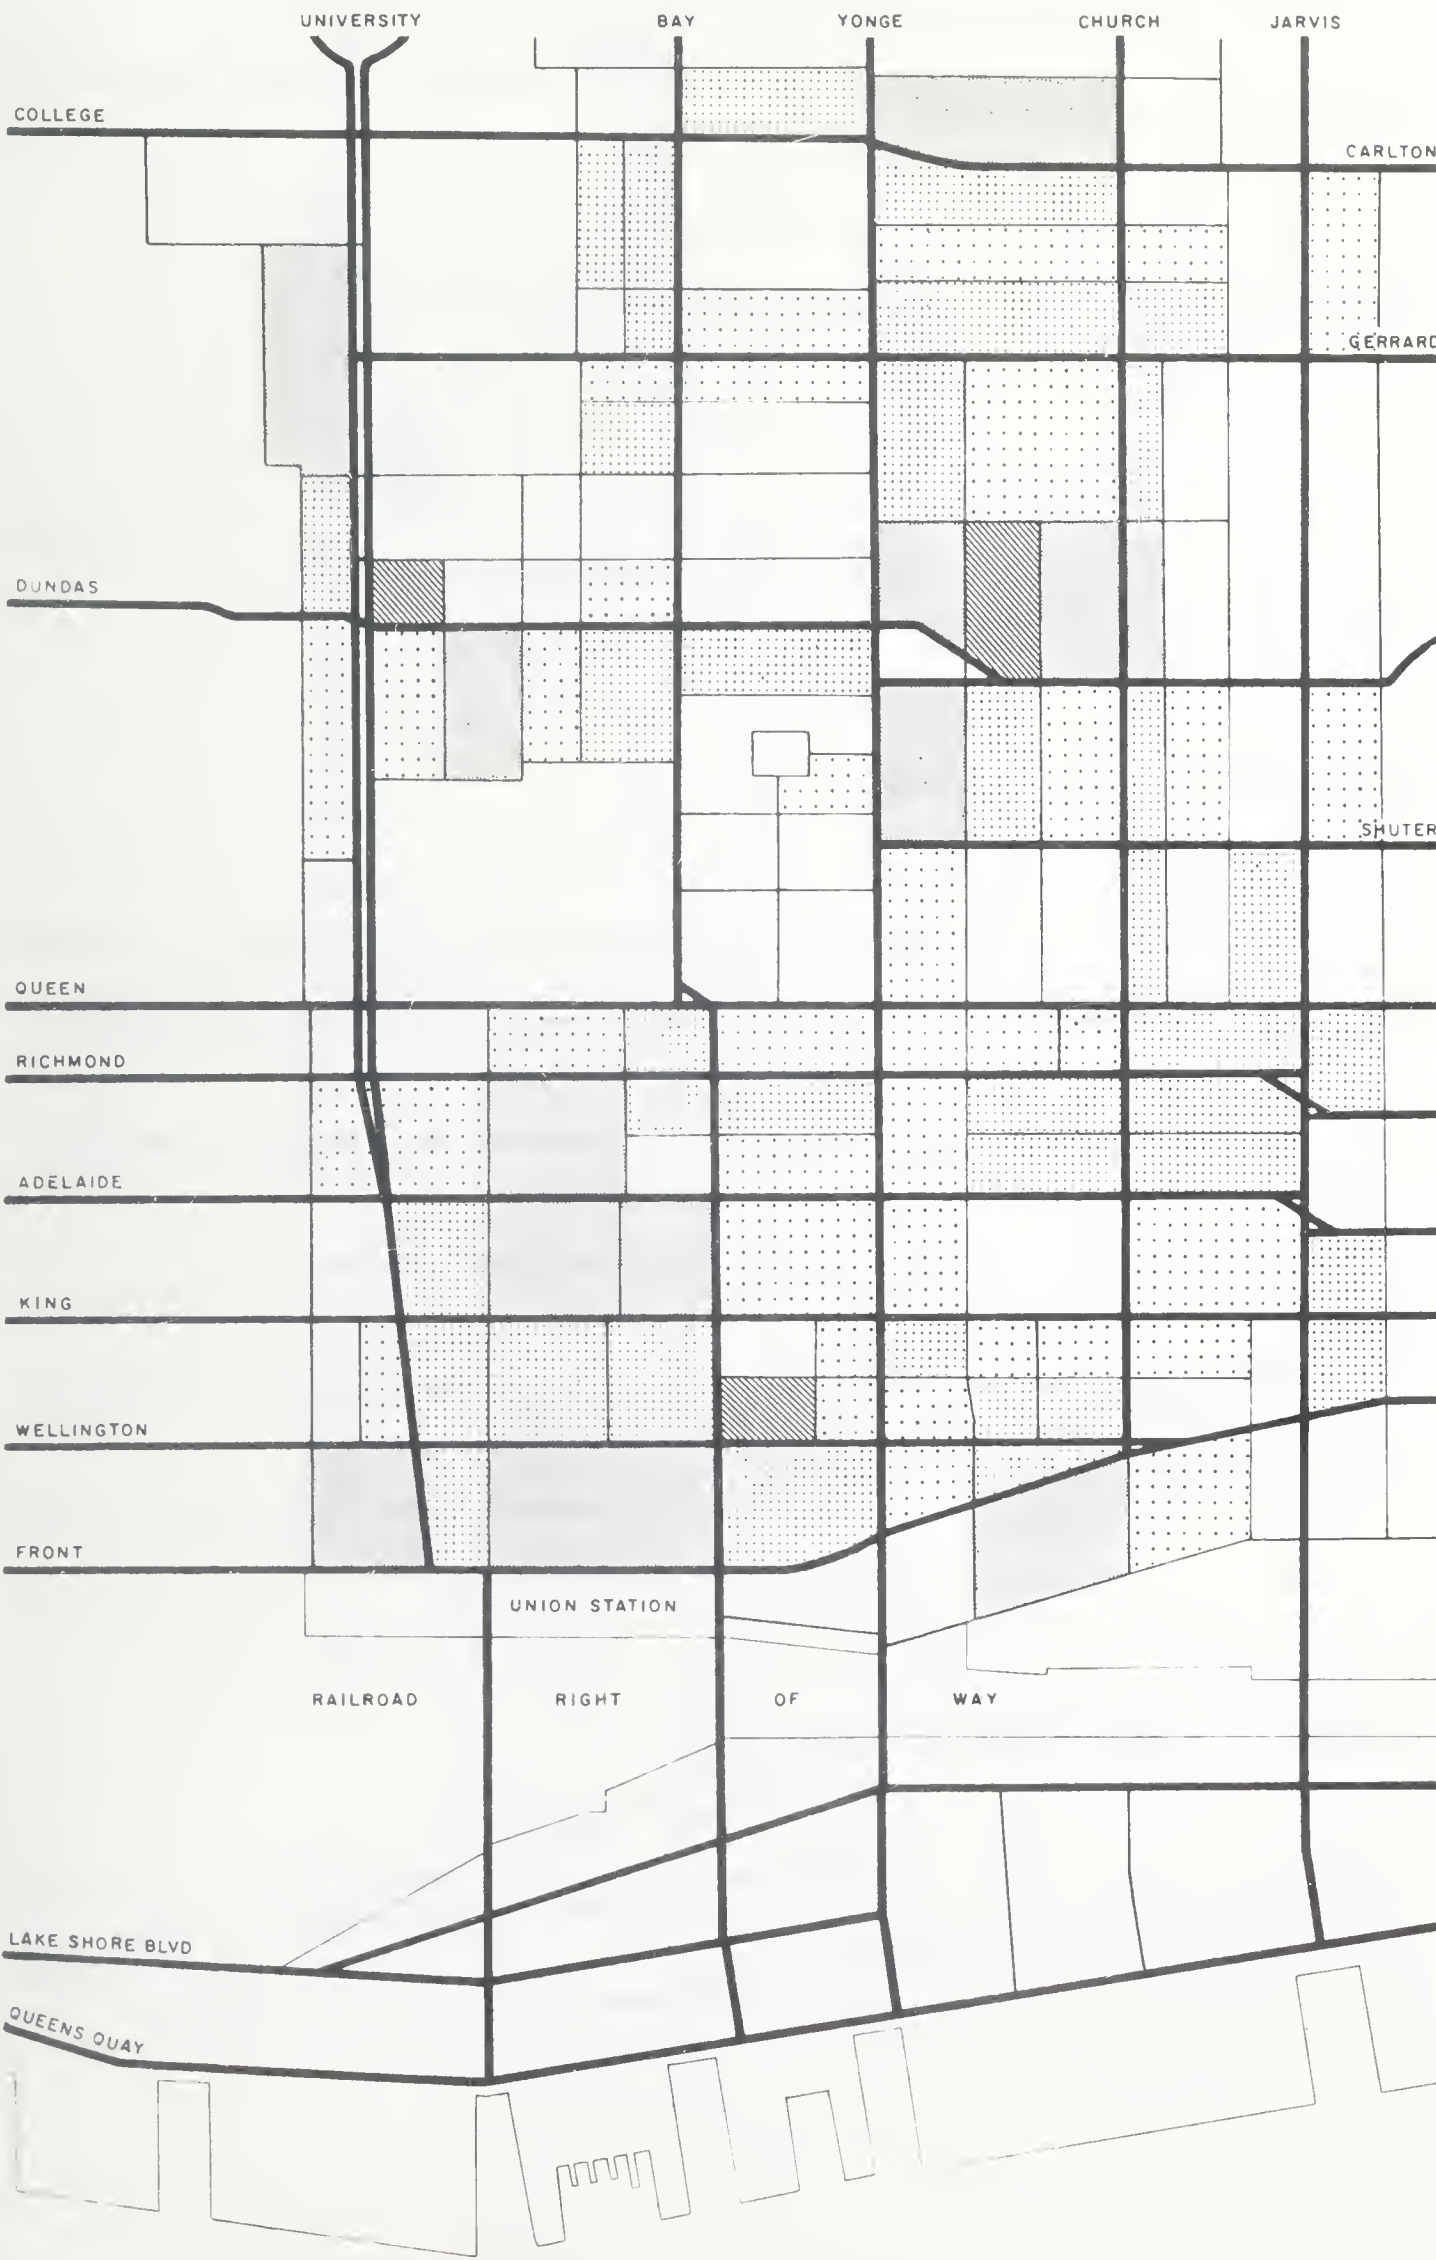 UNIVERSITY BAY YONGE CHURCH JARVIS
COLLEGE
CARLTON
GERRARD
DUNDAS
SHUTER
QUEEN
RICHMOND
ADELAIDE
KING
WELLINGTON
FRONT
UNION STATION
RAILROAD RIGHT OF WAY
LAKE SHORE BLVD
QUEENS QUAY